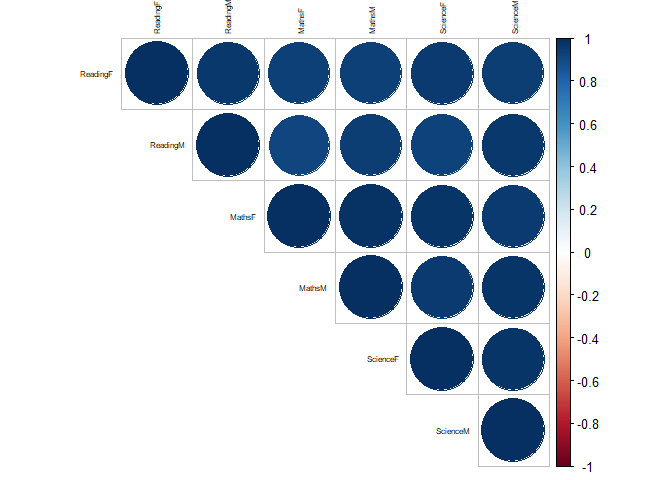 ReadingF
ReadingM
MathsF
MathsM
ScienceF
ScienceM
ReadingF
ReadingM
MathsF
MathsM
ScienceF
ScienceM
1
0.8
0.6
0.4
0.2
0
-0.2
-0.4
-0.6
-0.8
-1